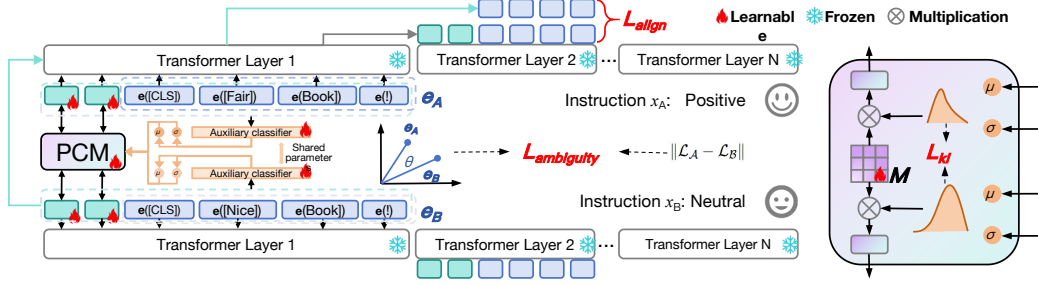 L_align
Learnabl
e
Frozen
Multiplication
Transformer Layer 1
Transformer Layer 2
...
Transformer Layer N
e([CLS])
e([Fair])
e(Book])
e(!)
e_A
Instruction x_A: Positive
PCM
μ
σ
Auxiliary classifier
Shared
parameter
μ
σ
Auxiliary classifier
e_A
θ
e_B
L_ambiguity
‖L_A − L_B‖
e([CLS])
e([Nice])
e(Book])
e(!)
e_B
Instruction x_B: Neutral
Transformer Layer 1
Transformer Layer 2
...
Transformer Layer N
μ
σ
L_kl
M
μ
σ